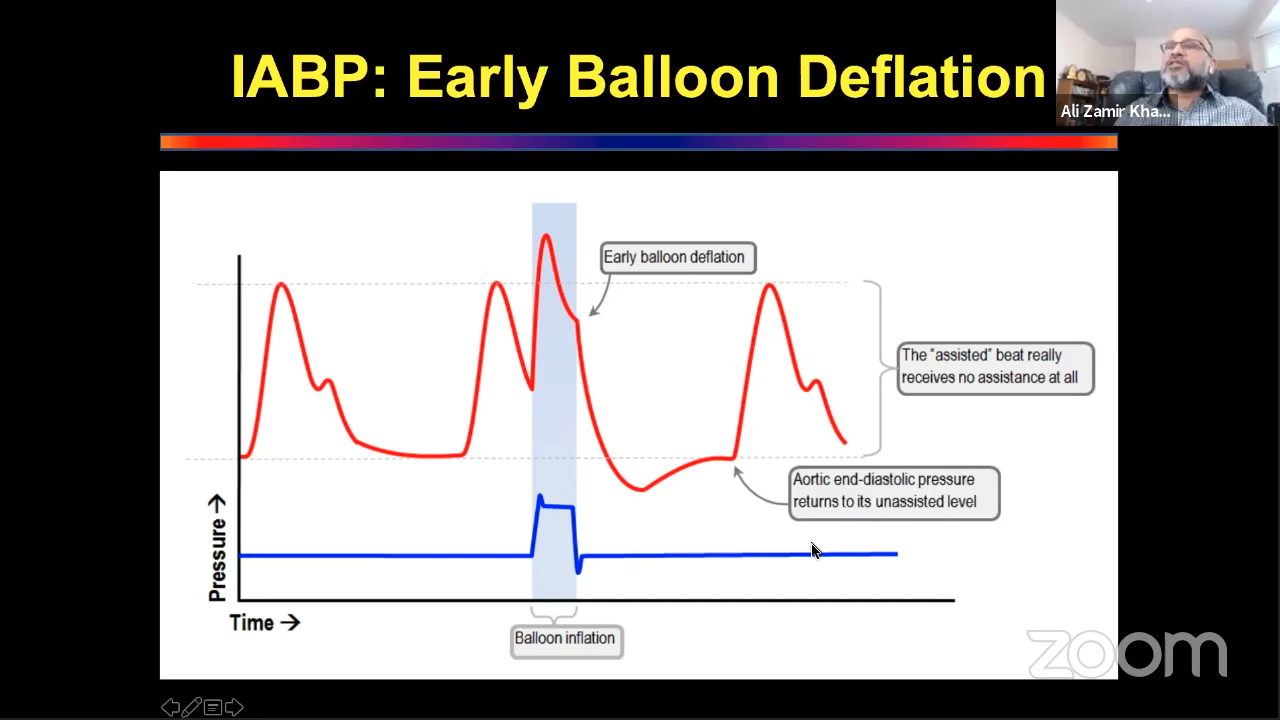 IABP: Early Balloon Deflation
Ali Zamir Kha...
Early balloon deflation
The “assisted” beat really
receives no assistance at all
Aortic end-diastolic pressure
returns to its unassisted level
Pressure →
Time →
Balloon inflation
zoom